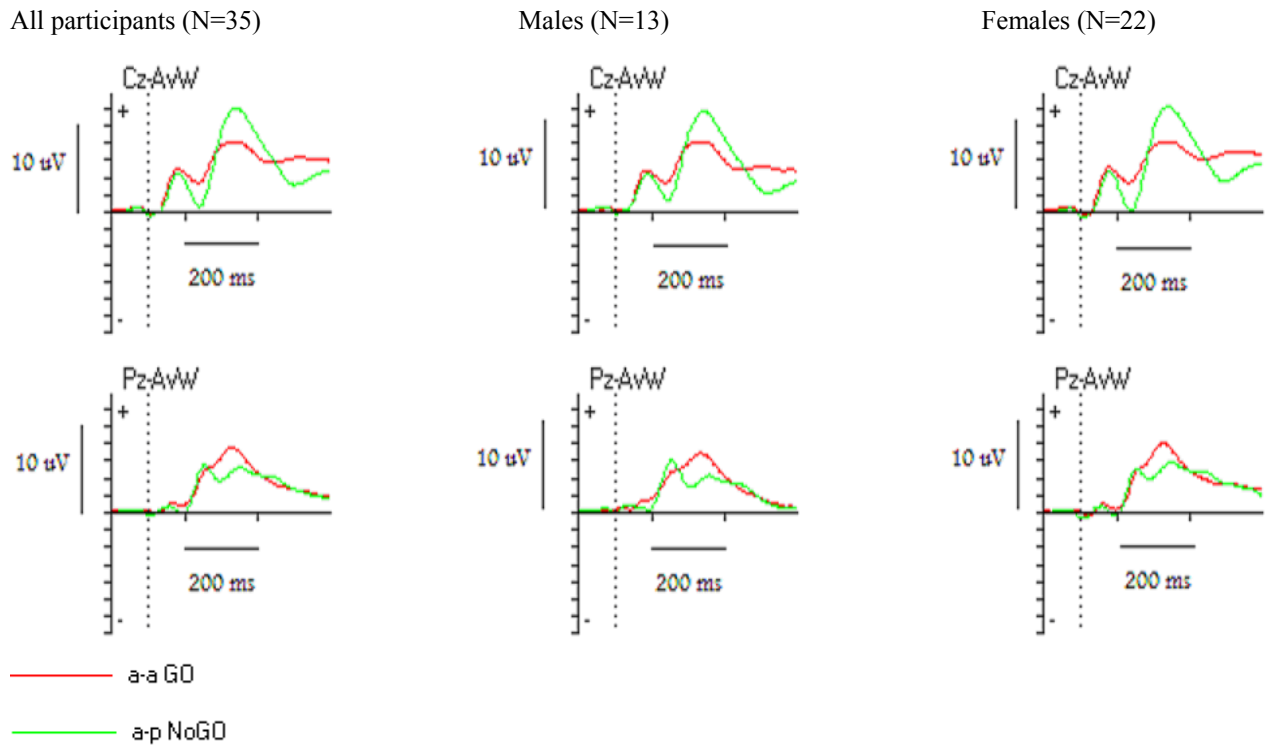 All participants (N=35) Males (N=13) Females (N=22)
Cz-AvW Cz-AvW Cz-AvW
+ + +
10 uV 10 uV 10 uV
200 ms 200 ms 200 ms
- - -
Pz-AvW Pz-AvW Pz-AvW
+ + +
10 uV 10 uV 10 uV
200 ms 200 ms 200 ms
- - -
a-a GO
a-p NoGO